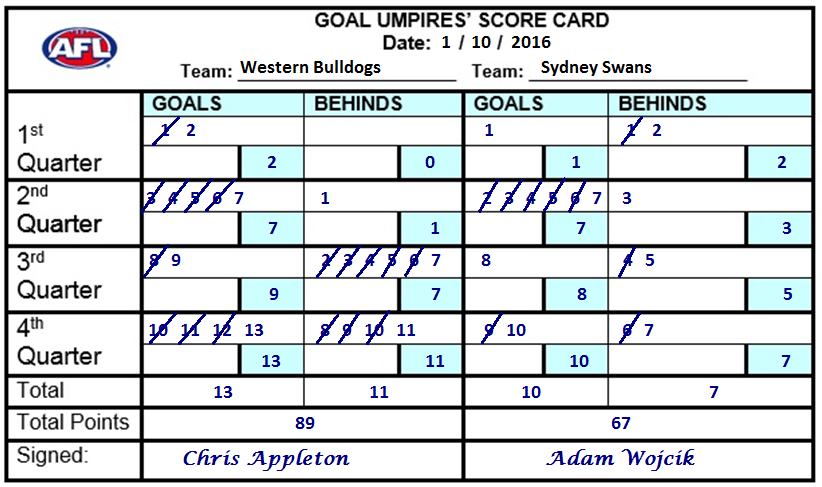 GOAL UMPIRES' SCORE CARD
AFL
Date: 1 / 10 / 2016
Team: Western Bulldogs Team: Sydney Swans
GOALS BEHINDS GOALS BEHINDS
1st Quarter
1 2 1 1 2
2 0 1 2
2nd Quarter
3 4 5 6 7 1 2 3 4 5 6 7 3
7 1 7 3
3rd Quarter
8 9 2 3 4 5 6 7 8 4 5
9 7 8 5
4th Quarter
10 11 12 13 8 9 10 11 9 10 6 7
13 11 10 7
Total 13 11 10 7
Total Points 89 67
Signed: Chris Appleton Adam Wojcik